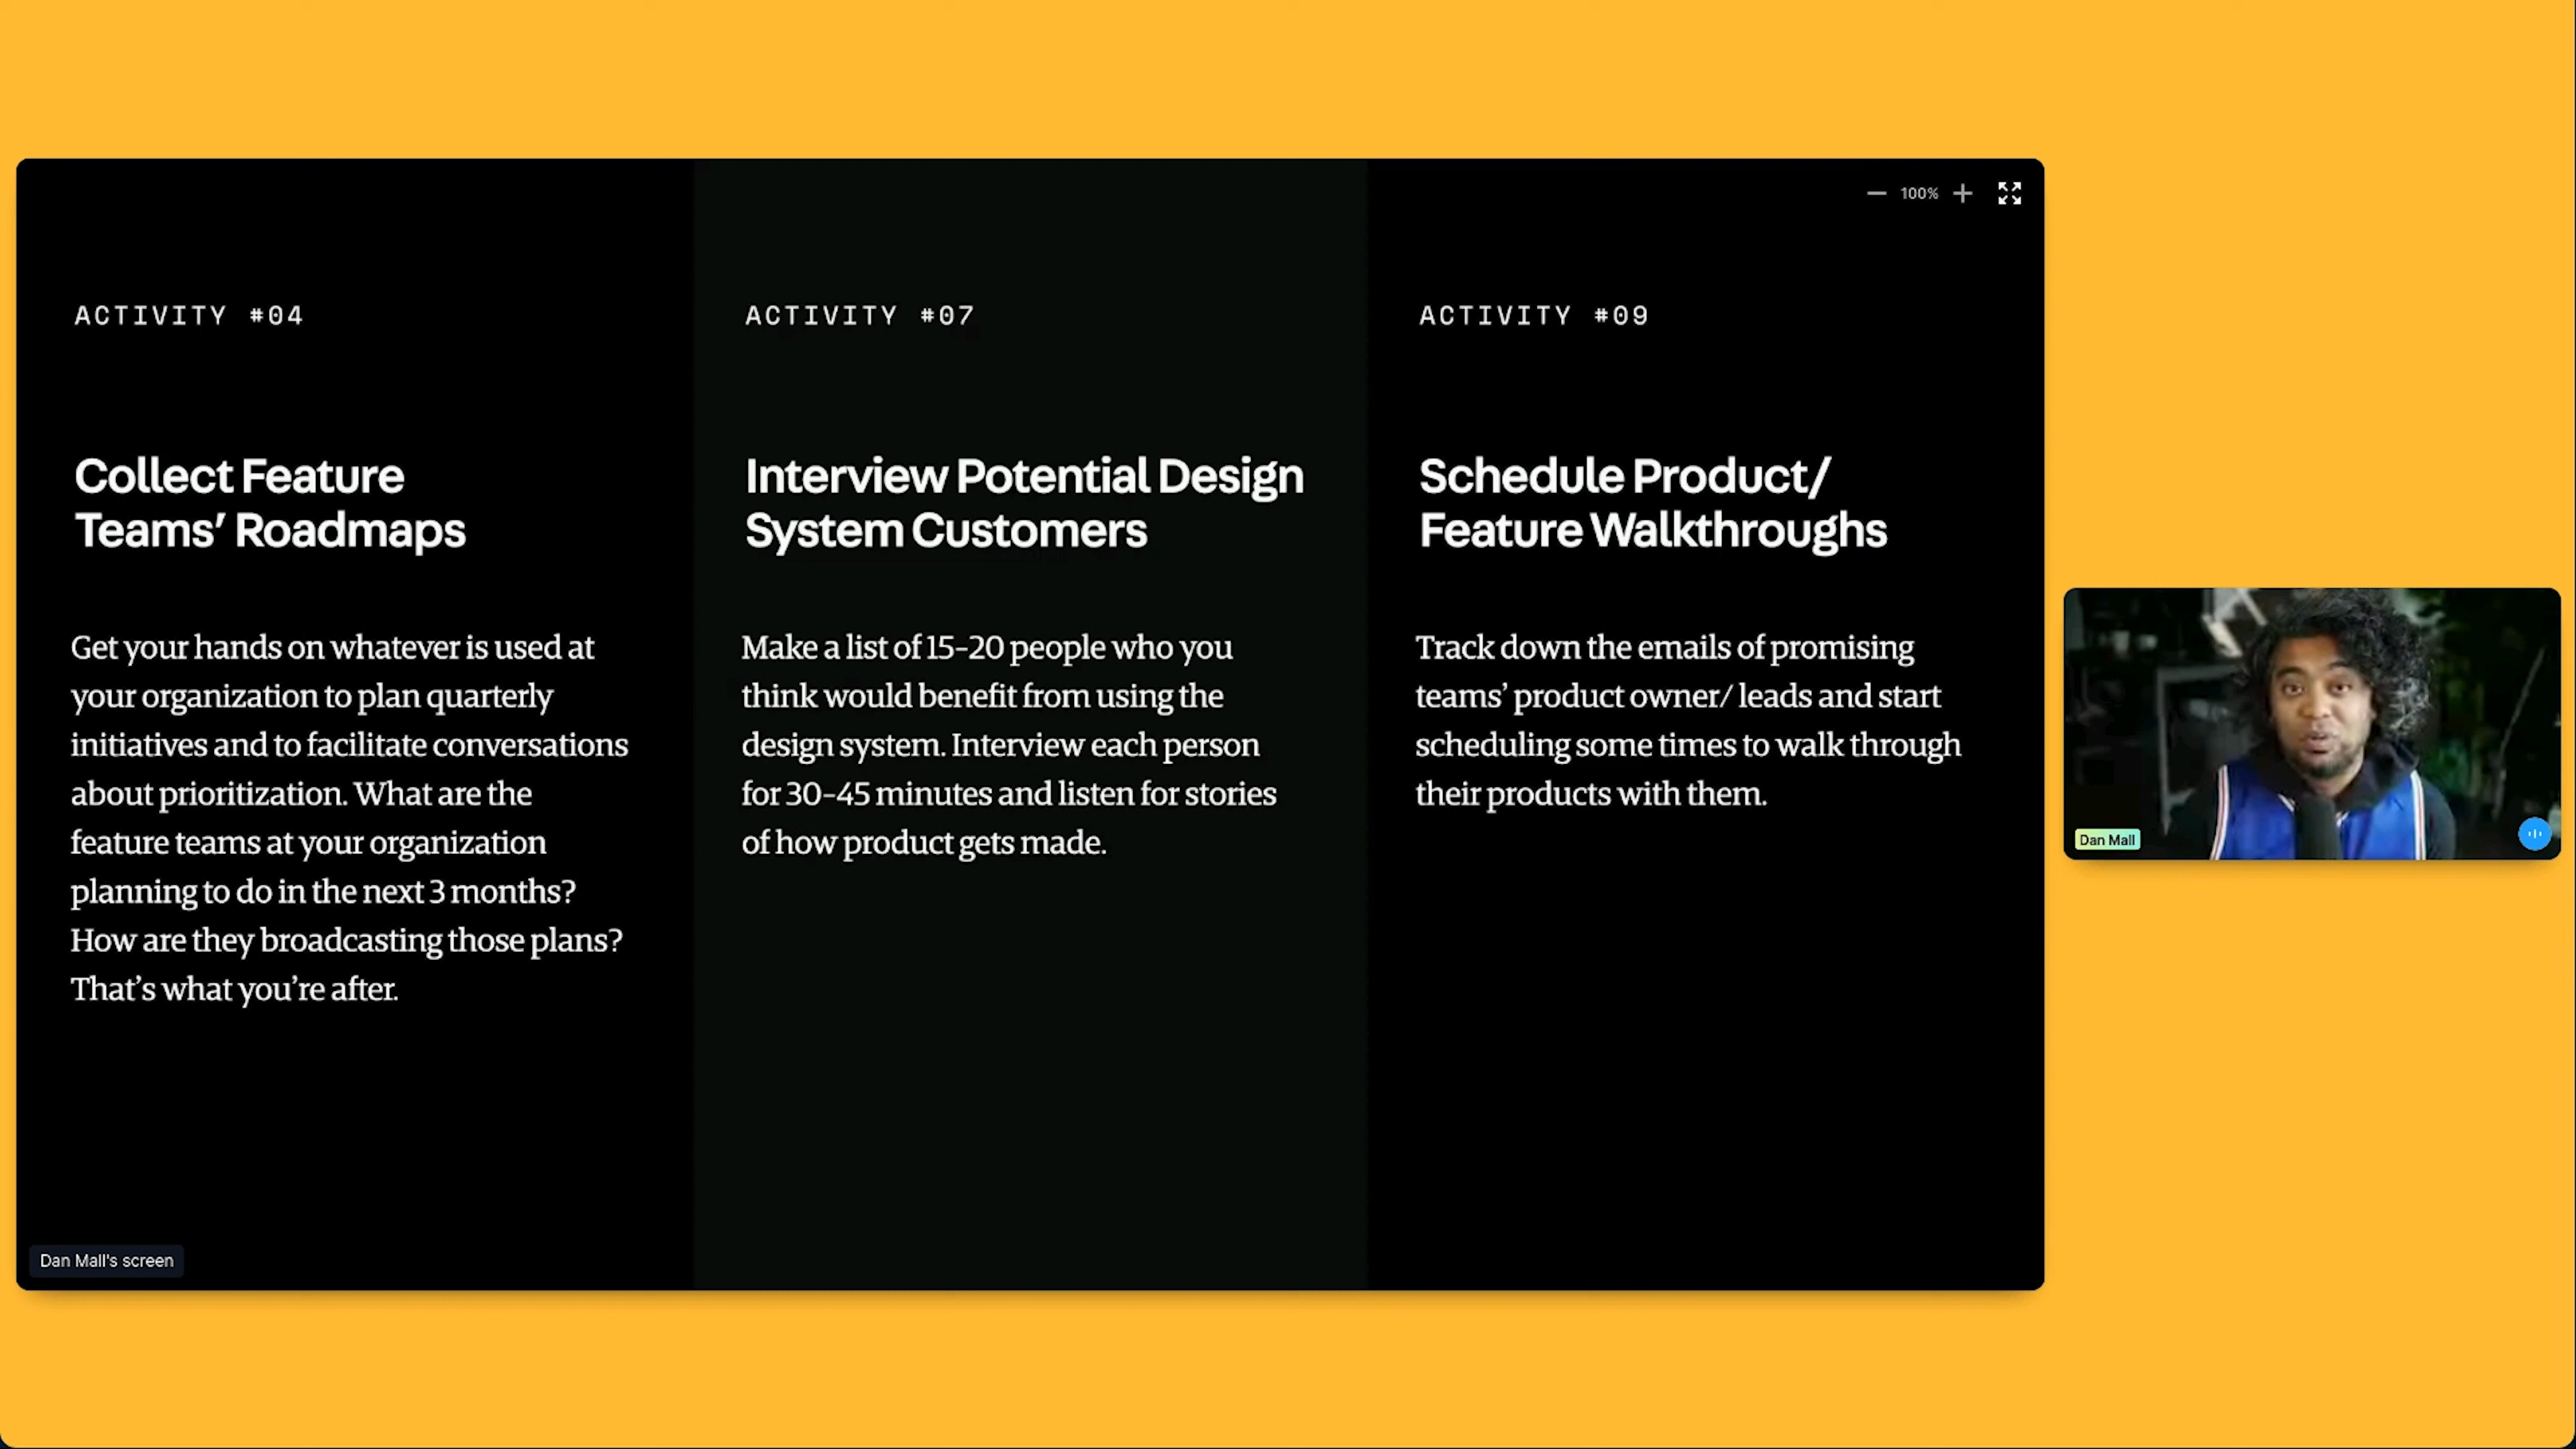 100%
ACTIVITY #04
Collect Feature
Teams’ Roadmaps
Get your hands on whatever is used at
your organization to plan quarterly
initiatives and to facilitate conversations
about prioritization. What are the
feature teams at your organization
planning to do in the next 3 months?
How are they broadcasting those plans?
That’s what you’re after.
ACTIVITY #07
Interview Potential Design
System Customers
Make a list of 15–20 people who you
think would benefit from using the
design system. Interview each person
for 30–45 minutes and listen for stories
of how product gets made.
ACTIVITY #09
Schedule Product/
Feature Walkthroughs
Track down the emails of promising
teams’ product owner/ leads and start
scheduling some times to walk through
their products with them.
Dan Mall's screen
Dan Mall